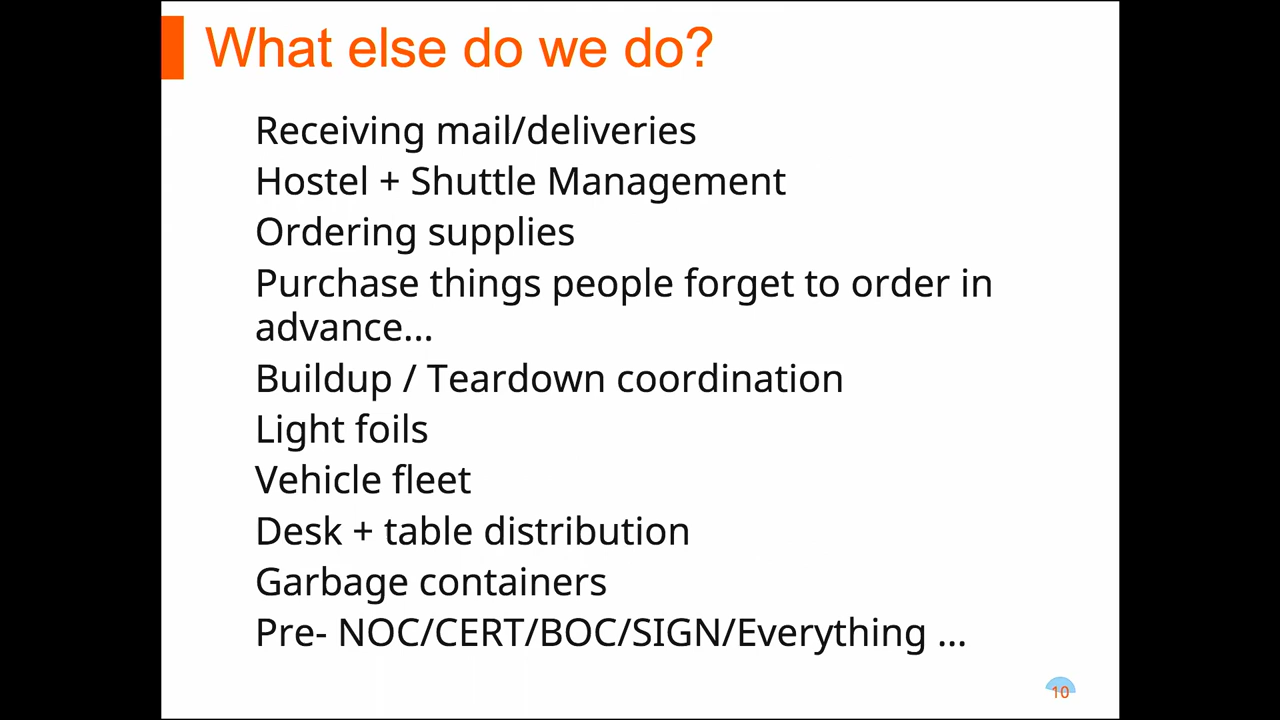 What else do we do?
Receiving mail/deliveries
Hostel + Shuttle Management
Ordering supplies
Purchase things people forget to order in
advance...
Buildup / Teardown coordination
Light foils
Vehicle fleet
Desk + table distribution
Garbage containers
Pre- NOC/CERT/BOC/SIGN/Everything ...
10